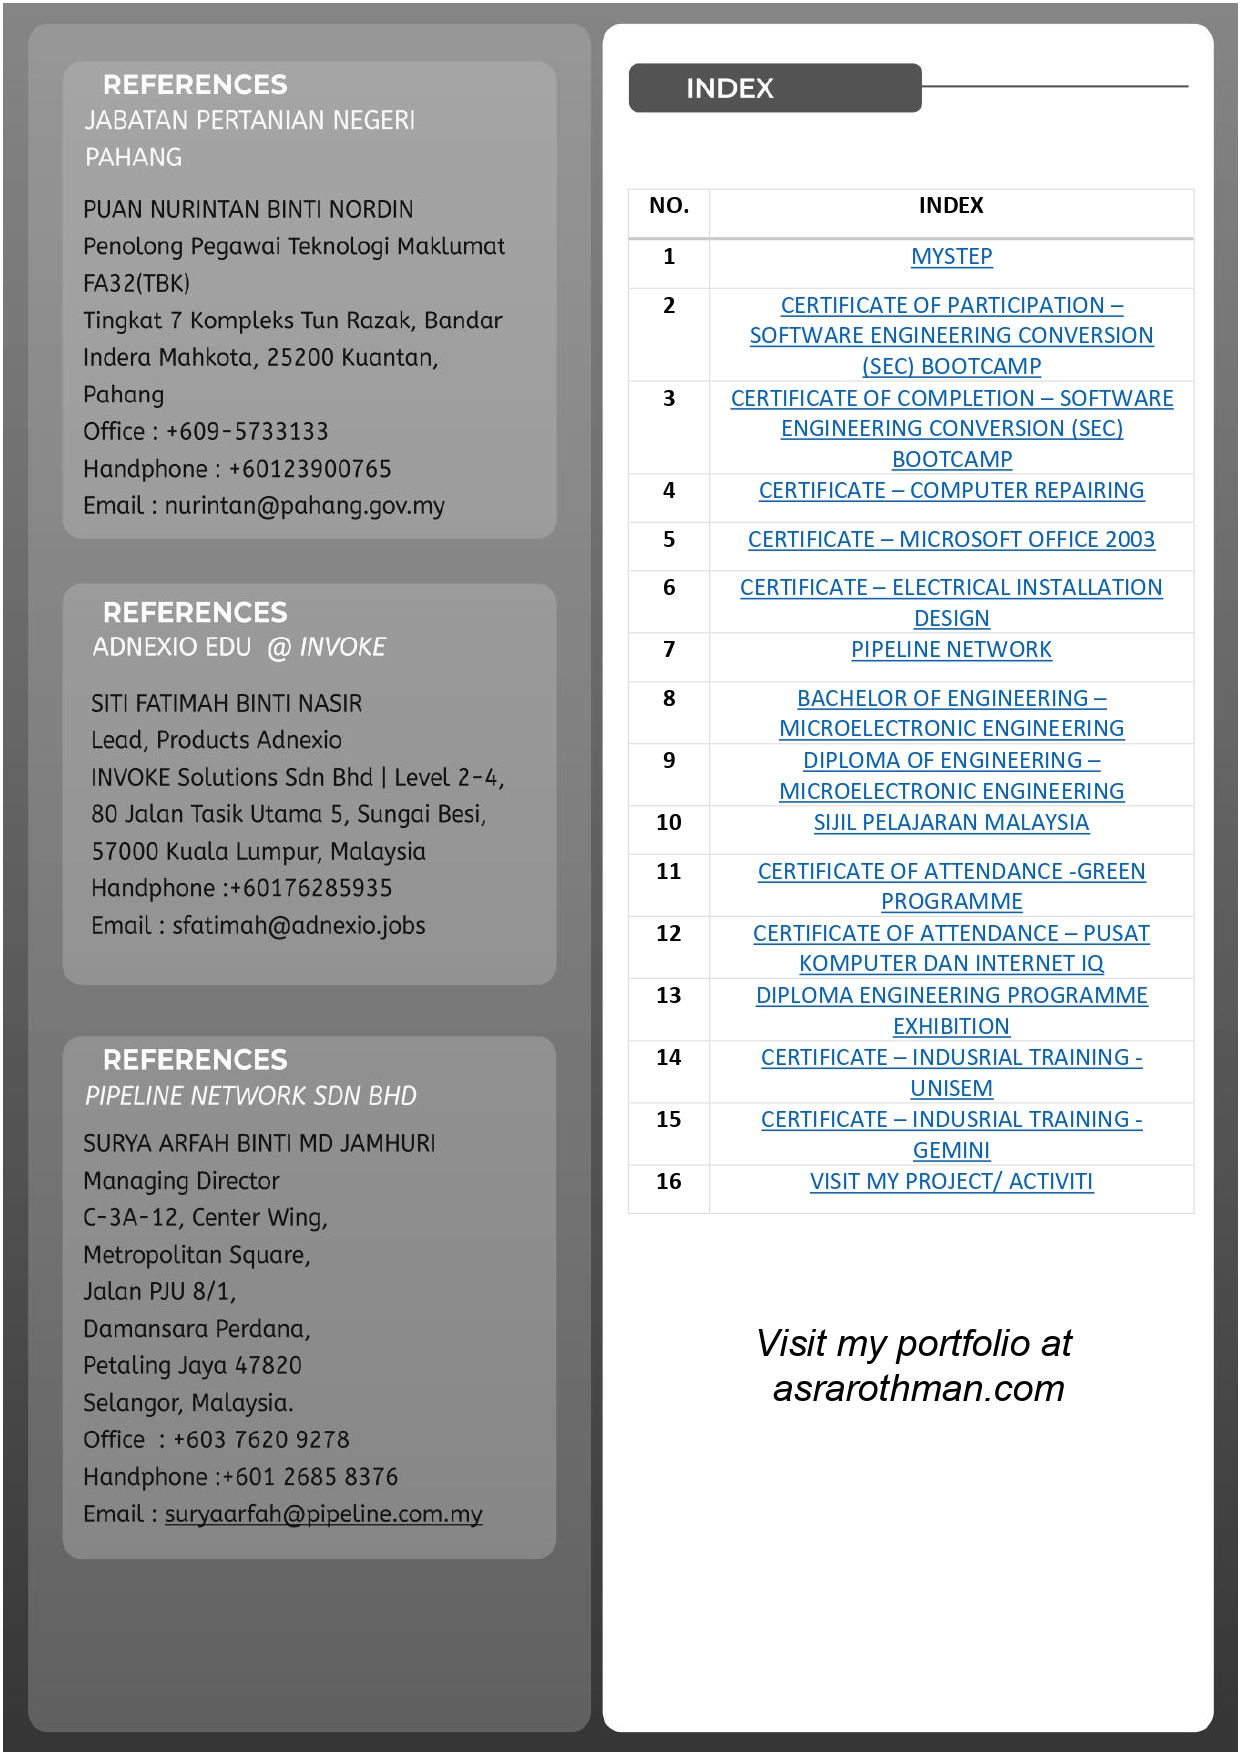 REFERENCES
JABATAN PERTANIAN NEGERI
PAHANG
PUAN NURINTAN BINTI NORDIN
Penolong Pegawai Teknologi Maklumat
FA32(TBK)
Tingkat 7 Kompleks Tun Razak, Bandar
Indera Mahkota, 25200 Kuantan,
Pahang
Office : +609-5733133
Handphone : +60123900765
Email : nurintan@pahang.gov.my
REFERENCES
ADNEXIO EDU @ INVOKE
SITI FATIMAH BINTI NASIR
Lead, Products Adnexio
INVOKE Solutions Sdn Bhd | Level 2-4,
80 Jalan Tasik Utama 5, Sungai Besi,
57000 Kuala Lumpur, Malaysia
Handphone :+60176285935
Email : sfatimah@adnexio.jobs
REFERENCES
PIPELINE NETWORK SDN BHD
SURYA ARFAH BINTI MD JAMHURI
Managing Director
C-3A-12, Center Wing,
Metropolitan Square,
Jalan PJU 8/1,
Damansara Perdana,
Petaling Jaya 47820
Selangor, Malaysia.
Office : +603 7620 9278
Handphone :+601 2685 8376
Email : suryaarfah@pipeline.com.my
INDEX
NO. INDEX
1 MYSTEP
2 CERTIFICATE OF PARTICIPATION –
SOFTWARE ENGINEERING CONVERSION
(SEC) BOOTCAMP
3 CERTIFICATE OF COMPLETION – SOFTWARE
ENGINEERING CONVERSION (SEC)
BOOTCAMP
4 CERTIFICATE – COMPUTER REPAIRING
5 CERTIFICATE – MICROSOFT OFFICE 2003
6 CERTIFICATE – ELECTRICAL INSTALLATION
DESIGN
7 PIPELINE NETWORK
8 BACHELOR OF ENGINEERING –
MICROELECTRONIC ENGINEERING
9 DIPLOMA OF ENGINEERING –
MICROELECTRONIC ENGINEERING
10 SIJIL PELAJARAN MALAYSIA
11 CERTIFICATE OF ATTENDANCE -GREEN
PROGRAMME
12 CERTIFICATE OF ATTENDANCE – PUSAT
KOMPUTER DAN INTERNET IQ
13 DIPLOMA ENGINEERING PROGRAMME
EXHIBITION
14 CERTIFICATE – INDUSRIAL TRAINING -
UNISEM
15 CERTIFICATE – INDUSRIAL TRAINING -
GEMINI
16 VISIT MY PROJECT/ ACTIVITI
Visit my portfolio at
asrarothman.com